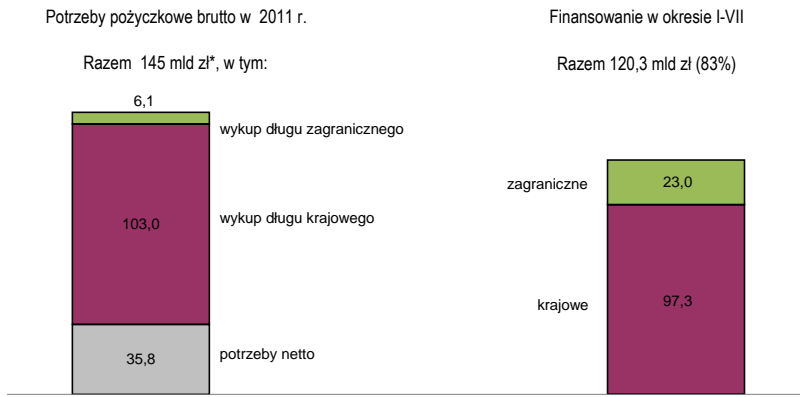 Potrzeby pożyczkowe brutto w 2011 r.
Razem 145 mld zł*, w tym:
6,1
wykup długu zagranicznego
103,0
wykup długu krajowego
35,8
potrzeby netto
Finansowanie w okresie I-VII
Razem 120,3 mld zł (83%)
zagraniczne
23,0
krajowe
97,3